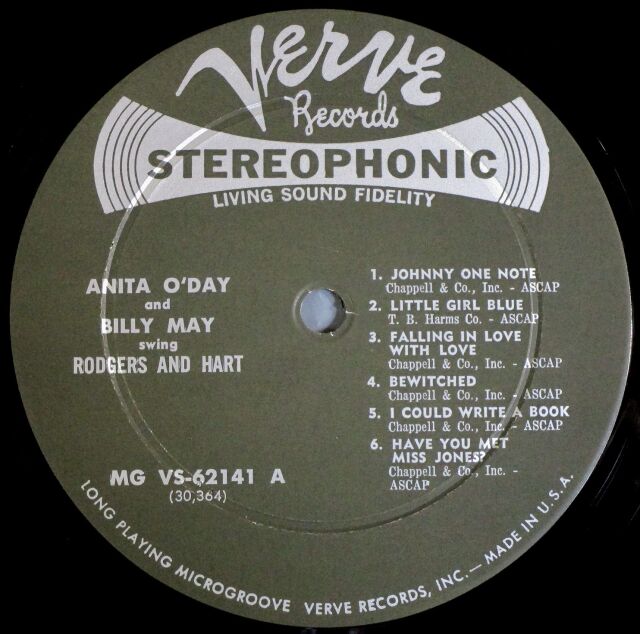 Verve
Records
STEREOPHONIC
LIVING SOUND FIDELITY
ANITA O'DAY
and
BILLY MAY
swing
RODGERS AND HART
1. JOHNNY ONE NOTE
Chappell & Co., Inc. - ASCAP
2. LITTLE GIRL BLUE
T. B. Harms Co. - ASCAP
3. FALLING IN LOVE
WITH LOVE
Chappell & Co., Inc. - ASCAP
4. BEWITCHED
Chappell & Co., Inc. - ASCAP
5. I COULD WRITE A BOOK
Chappell & Co., Inc. - ASCAP
6. HAVE YOU MET
MISS JONES?
Chappell & Co., Inc. -
ASCAP
MG VS-62141 A
(30,364)
LONG PLAYING MICROGROOVE VERVE RECORDS, INC. — MADE IN U.S.A.